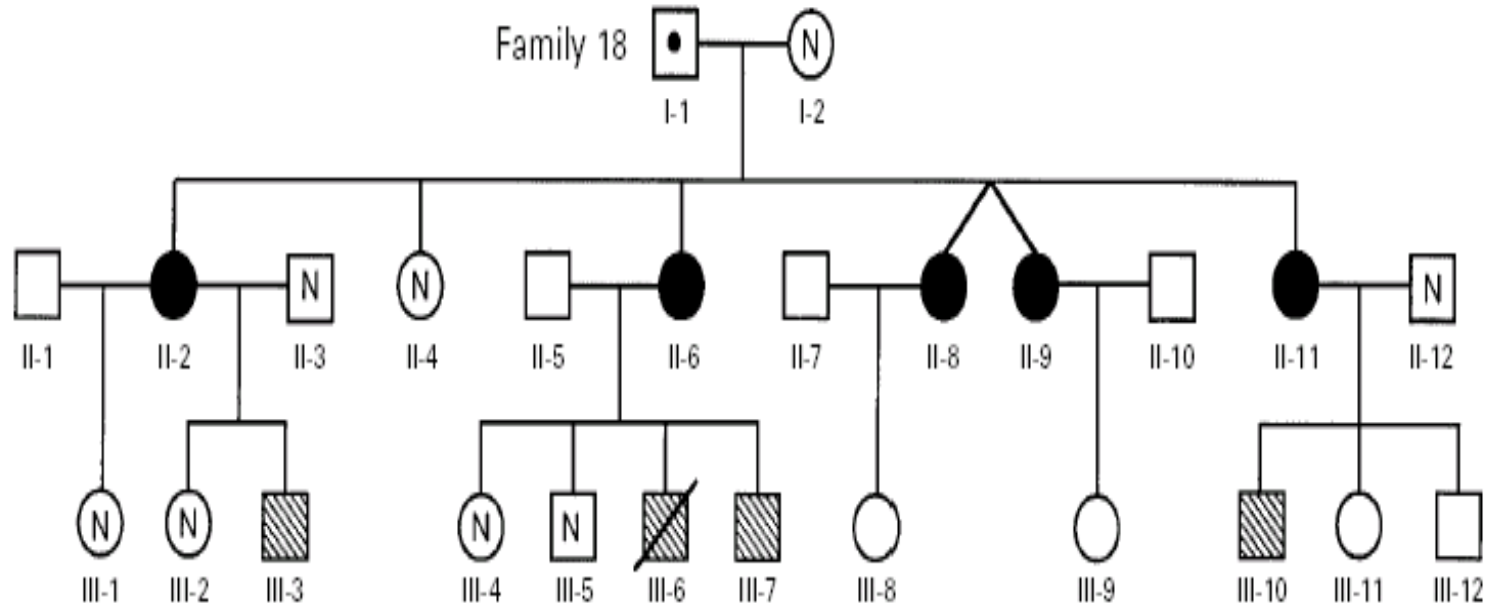 Family 18
N
I-1 I-2
N N N
II-1 II-2 II-3 II-4 II-5 II-6 II-7 II-8 II-9 II-10 II-11 II-12
N N N N
III-1 III-2 III-3 III-4 III-5 III-6 III-7 III-8 III-9 III-10 III-11 III-12